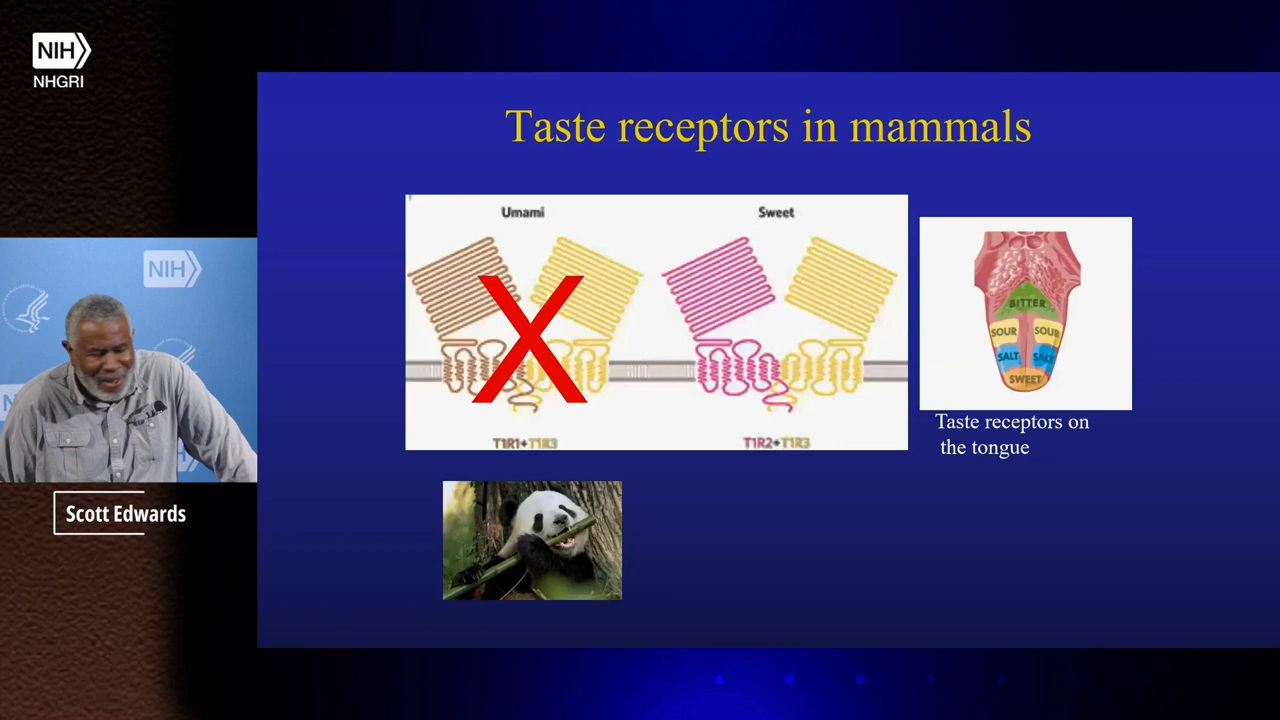 NIH
NHGRI
Taste receptors in mammals
Umami
Sweet
T1R1+T1R3
T1R2+T1R3
BITTER
SOUR
SOUR
SALT
SALT
SWEET
Taste receptors on
the tongue
NIH
Scott Edwards
A C G T